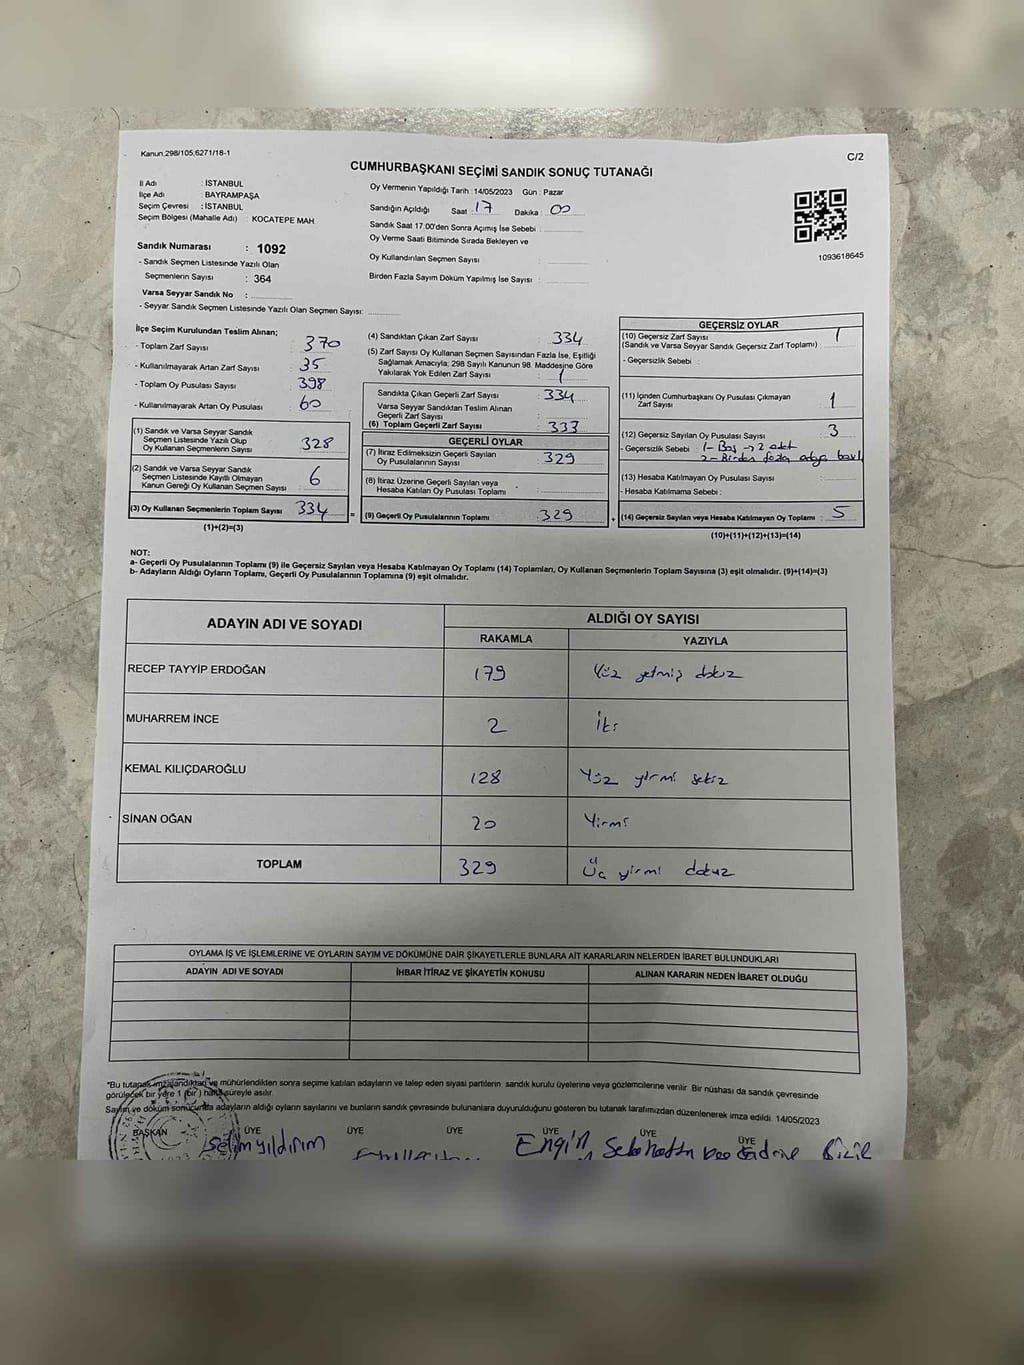 Kanun,298/105,6271/18-1
C/2
CUMHURBAŞKANI SEÇİMİ SANDIK SONUÇ TUTANAĞI
İl Adı : İSTANBUL
İlçe Adı : BAYRAMPAŞA
Seçim Çevresi : İSTANBUL
Seçim Bölgesi (Mahalle Adı) : KOCATEPE MAH.
Sandık Numarası : 1092
- Sandık Seçmen Listesinde Yazılı Olan
Seçmenlerin Sayısı : 364
Varsa Seyyar Sandık No :
- Seyyar Sandık Seçmen Listesinde Yazılı Olan Seçmen Sayısı:
Oy Vermenin Yapıldığı Tarih :14/05/2023 Gün : Pazar
Sandığın Açıldığı Saat : 17 Dakika : 00
Sandık Saat 17.00'den Sonra Açımış İse Sebebi :
Oy Verme Saati Bitiminde Sırada Bekleyen ve
Oy Kullandırılan Seçmen Sayısı :
Birden Fazla Sayım Döküm Yapılmış İse Sayısı :
1093618645
İlçe Seçim Kurulundan Teslim Alınan;
- Toplam Zarf Sayısı : 370
- Kullanılmayarak Artan Zarf Sayısı : 35
- Toplam Oy Pusulası Sayısı : 398
- Kullanılmayarak Artan Oy Pusulası : 60
(1) Sandık ve Varsa Seyyar Sandık
Seçmen Listesinde Yazılı Olup
Oy Kullanan Seçmenlerin Sayısı : 328
(2) Sandık ve Varsa Seyyar Sandık
Seçmen Listesinde Kayıtlı Olmayan
Kanun Gereği Oy Kullanan Seçmen Sayısı : 6
(3) Oy Kullanan Seçmenlerin Toplam Sayısı : 334
(1)+(2)=(3)
(4) Sandıktan Çıkan Zarf Sayısı : 334
(5) Zarf Sayısı Oy Kullanan Seçmen Sayısından Fazla İse, Eşitliği
Sağlamak Amacıyla; 298 Sayılı Kanunun 98. Maddesine Göre
Yakılarak Yok Edilen Zarf Sayısı : 1
Sandıkta Çıkan Geçerli Zarf Sayısı : 334
Varsa Seyyar Sandıktan Teslim Alınan
Geçerli Zarf Sayısı :
(6) Toplam Geçerli Zarf Sayısı : 333
GEÇERLİ OYLAR
(7) İtiraz Edilmeksizin Geçerli Sayılan
Oy Pusulalarının Sayısı : 329
(8) İtiraz Üzerine Geçerli Sayılan veya
Hesaba Katılan Oy Pusulası Toplamı :
= (9) Geçerli Oy Pusulalarının Toplamı : 329 +
GEÇERSİZ OYLAR
(10) Geçersiz Zarf Sayısı : 1
(Sandık ve Varsa Seyyar Sandık Geçersiz Zarf Toplamı)
- Geçersizlik Sebebi :
(11) İçinden Cumhurbaşkanı Oy Pusulası Çıkmayan
Zarf Sayısı : 1
(12) Geçersiz Sayılan Oy Pusulası Sayısı : 3
- Geçersizlik Sebebi : 1- Boş → 2 adet
2- Birden fazla adaya
(13) Hesaba Katılmayan Oy Pusulası Sayısı :
- Hesaba Katılmama Sebebi :
(14) Geçersiz Sayılan veya Hesaba Katılmayan Oy Toplamı : 5
(10)+(11)+(12)+(13)=(14)
NOT:
a- Geçerli Oy Pusulalarının Toplamı (9) ile Geçersiz Sayılan veya Hesaba Katılmayan Oy Toplamı (14) Toplamları, Oy Kullanan Seçmenlerin Toplam Sayısına (3) eşit olmalıdır. (9)+(14)=(3)
b- Adayların Aldığı Oyların Toplamı, Geçerli Oy Pusulalarının Toplamına (9) eşit olmalıdır.
ADAYIN ADI VE SOYADI
ALDIĞI OY SAYISI
RAKAMLA YAZIYLA
RECEP TAYYİP ERDOĞAN 179 Yüz yetmiş dokuz
MUHARREM İNCE 2 İki
KEMAL KILIÇDAROĞLU 128 Yüz yirmi sekiz
SİNAN OĞAN 20 Yirmi
TOPLAM 329 Üç yirmi dokuz
OYLAMA İŞ VE İŞLEMLERİNE VE OYLARIN SAYIM VE DÖKÜMÜNE DAİR ŞİKAYETLERLE BUNLARA AİT KARARLARIN NELERDEN İBARET BULUNDUKLARI
ADAYIN ADI VE SOYADI İHBAR İTİRAZ VE ŞİKAYETİN KONUSU ALINAN KARARIN NEDEN İBARET OLDUĞU
"Bu tutanak imzalandıktan ve mühürlendikten sonra seçime katılan adayların ve talep eden siyasi partilerin sandık kurulu üyelerine veya gözlemcilerine verilir Bir nüshası da sandık çevresinde
görülecek bir yere 1 (bir ) hafta süreyle asılır.
Sayım ve döküm sonucunda adayların aldığı oyların sayılarını ve bunların sandık çevresinde bulunanlara duyurulduğunu gösteren bu tutanak tarafımızdan düzenlenerek imza edildi. 14/05/2023
BAŞKAN ÜYE ÜYE ÜYE ÜYE ÜYE ÜYE
Selim yıldırım Engin